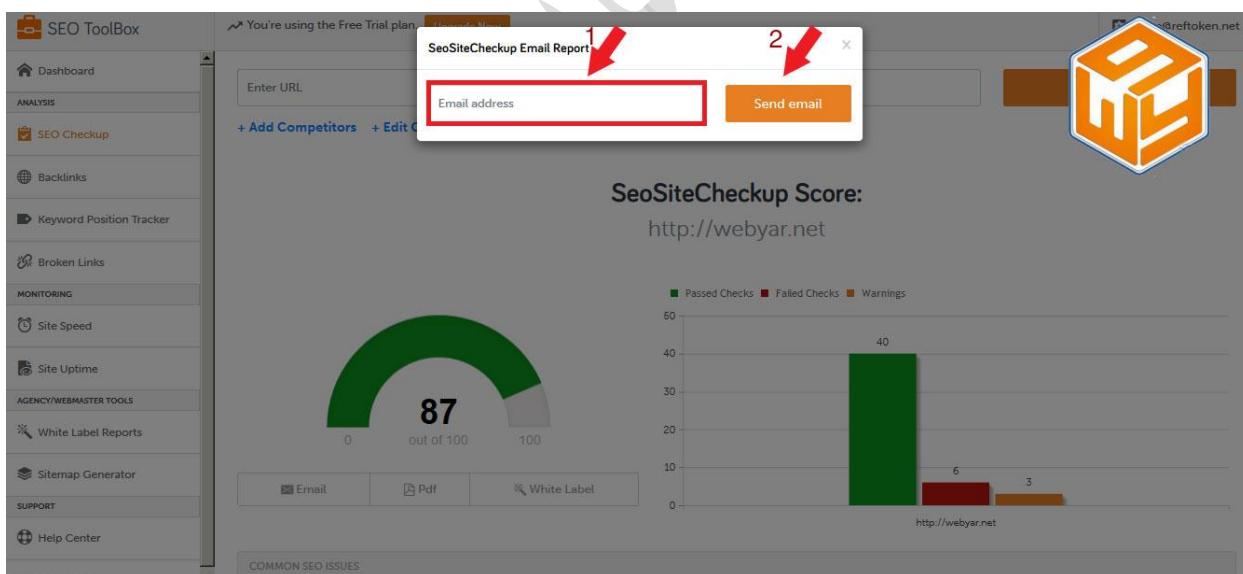 SEO ToolBox
You're using the Free Trial plan.
Upgrade Now
@reftoken.net
SeoSiteCheckup Email Report
1
2
×
Email address
Send email
Dashboard
ANALYSIS
SEO Checkup
Backlinks
Keyword Position Tracker
Broken Links
MONITORING
Site Speed
Site Uptime
AGENCY/WEBMASTER TOOLS
White Label Reports
Sitemap Generator
SUPPORT
Help Center
Enter URL
+ Add Competitors + Edit
SeoSiteCheckup Score:
http://webyar.net
87
0 out of 100 100
Email Pdf White Label
Passed Checks Failed Checks Warnings
50
40
30
20
10
0
40
6
3
http://webyar.net
COMMON SEO ISSUES